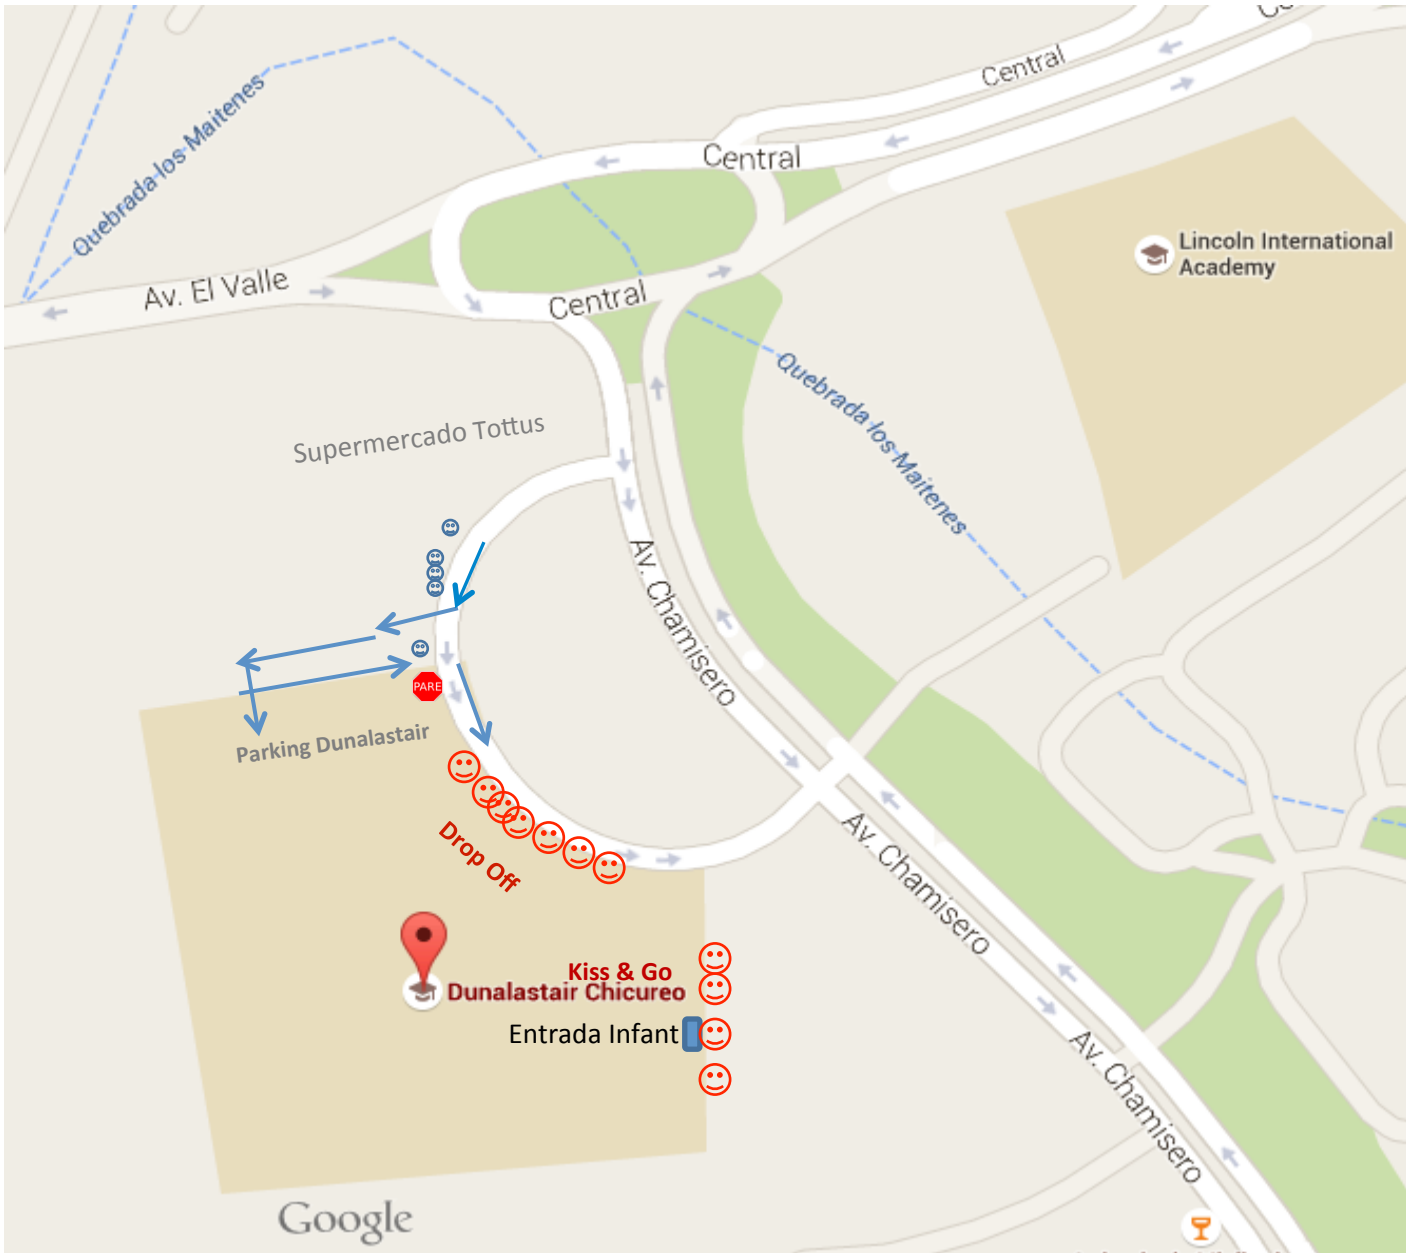 Central
Quebrada los Maitenes
Central
Lincoln International
Academy
Av. El Valle
Central
Quebrada los Maitenes
Supermercado Tottus
Av. Chamisero
PARE
Parking Dunalastair
Drop Off
Av. Chamisero
Kiss & Go
Dunalastair Chicureo
Entrada Infant
Av. Chamisero
Google